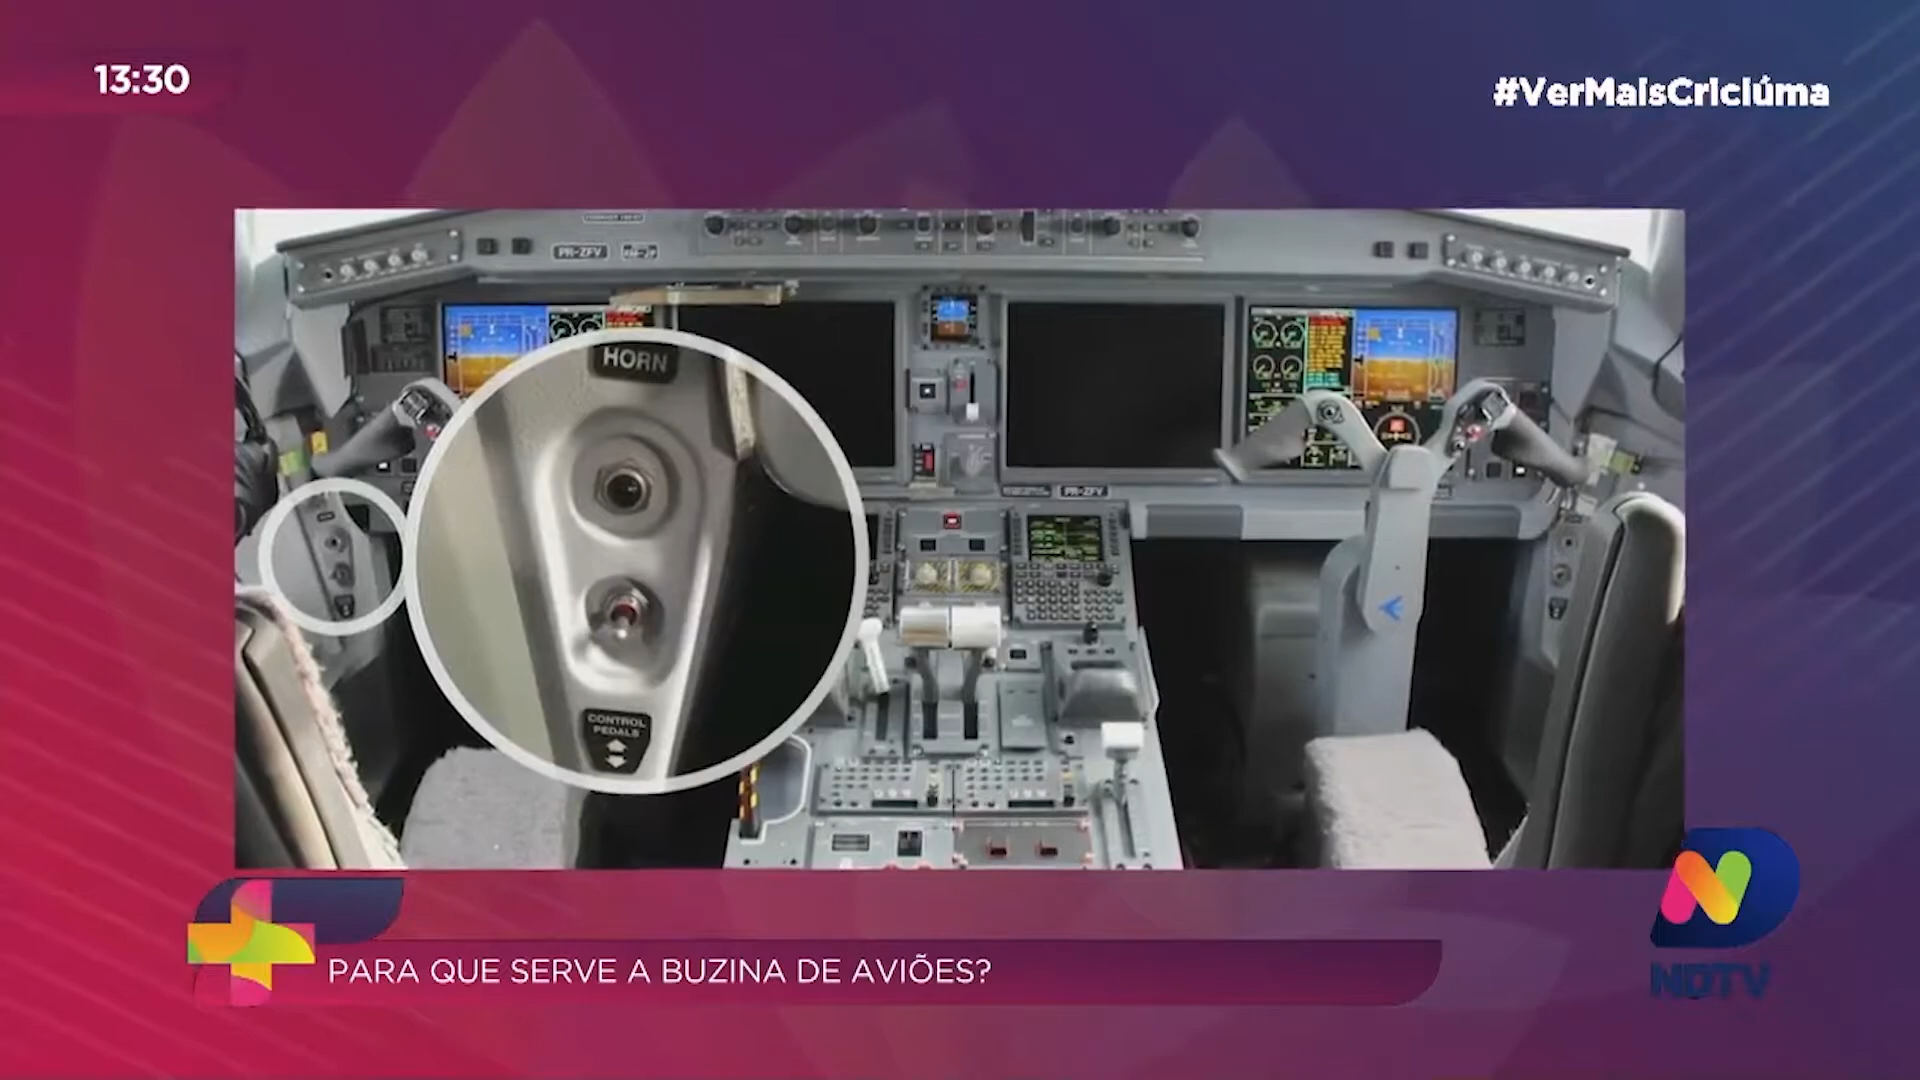 13:30
#VerMaisCriciúma
PR-ZFV
HORN
PR-ZFV
CONTROL
PEDALS
PARA QUE SERVE A BUZINA DE AVIÕES?
NDTV